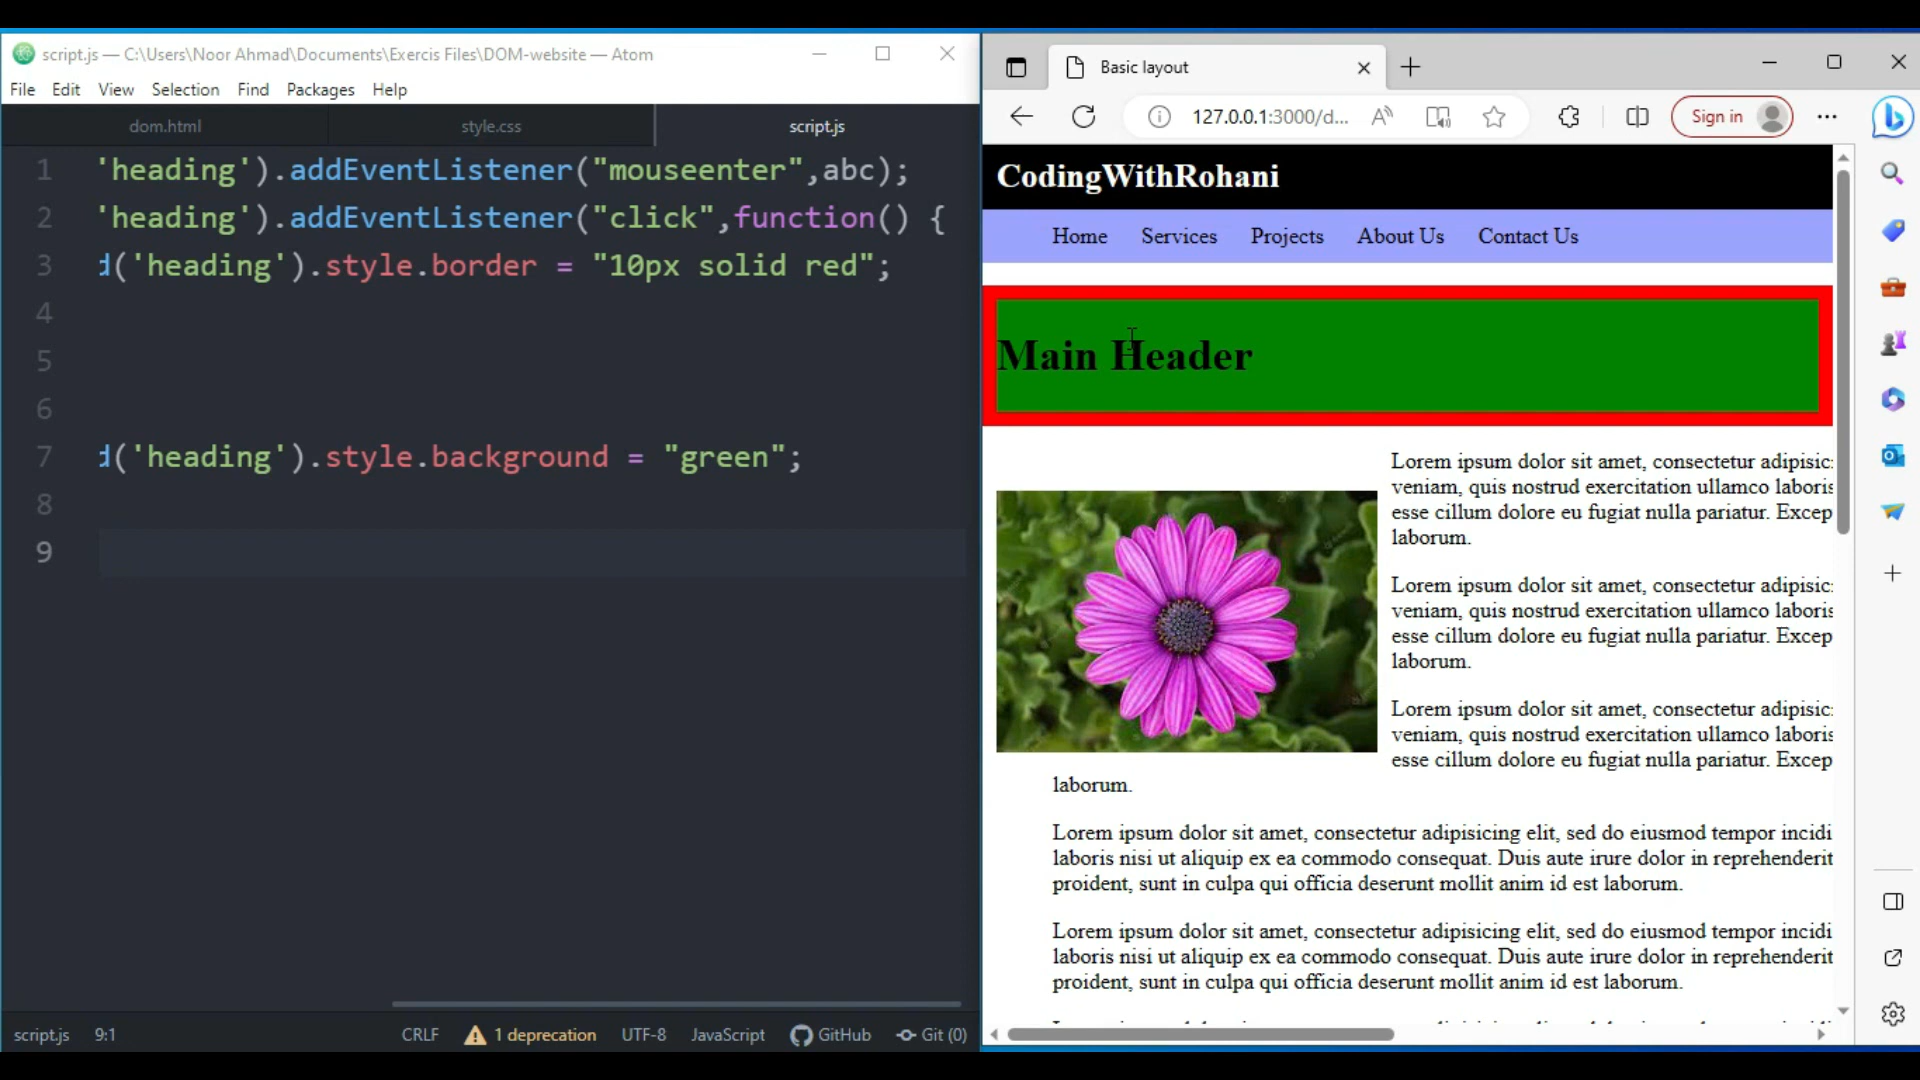 script.js — C:\Users\Noor Ahmad\Documents\Exercis Files\DOM-website — Atom
File Edit View Selection Find Packages Help
dom.html style.css script.js
1 'heading').addEventListener("mouseenter",abc);
2 'heading').addEventListener("click",function() {
3 d('heading').style.border = "10px solid red";
4
5
6
7 d('heading').style.background = "green";
8
9
script.js 9:1 CRLF 1 deprecation UTF-8 JavaScript GitHub Git (0)
Basic layout
127.0.0.1:3000/d... Sign in
CodingWithRohani
Home Services Projects About Us Contact Us
Main Header
Lorem ipsum dolor sit amet, consectetur adipisic
veniam, quis nostrud exercitation ullamco laboris
esse cillum dolore eu fugiat nulla pariatur. Excep
laborum.
Lorem ipsum dolor sit amet, consectetur adipisic
veniam, quis nostrud exercitation ullamco laboris
esse cillum dolore eu fugiat nulla pariatur. Excep
laborum.
Lorem ipsum dolor sit amet, consectetur adipisic
veniam, quis nostrud exercitation ullamco laboris
esse cillum dolore eu fugiat nulla pariatur. Excep
laborum.
Lorem ipsum dolor sit amet, consectetur adipisicing elit, sed do eiusmod tempor incidi
laboris nisi ut aliquip ex ea commodo consequat. Duis aute irure dolor in reprehenderit
proident, sunt in culpa qui officia deserunt mollit anim id est laborum.
Lorem ipsum dolor sit amet, consectetur adipisicing elit, sed do eiusmod tempor incidi
laboris nisi ut aliquip ex ea commodo consequat. Duis aute irure dolor in reprehenderit
proident, sunt in culpa qui officia deserunt mollit anim id est laborum.